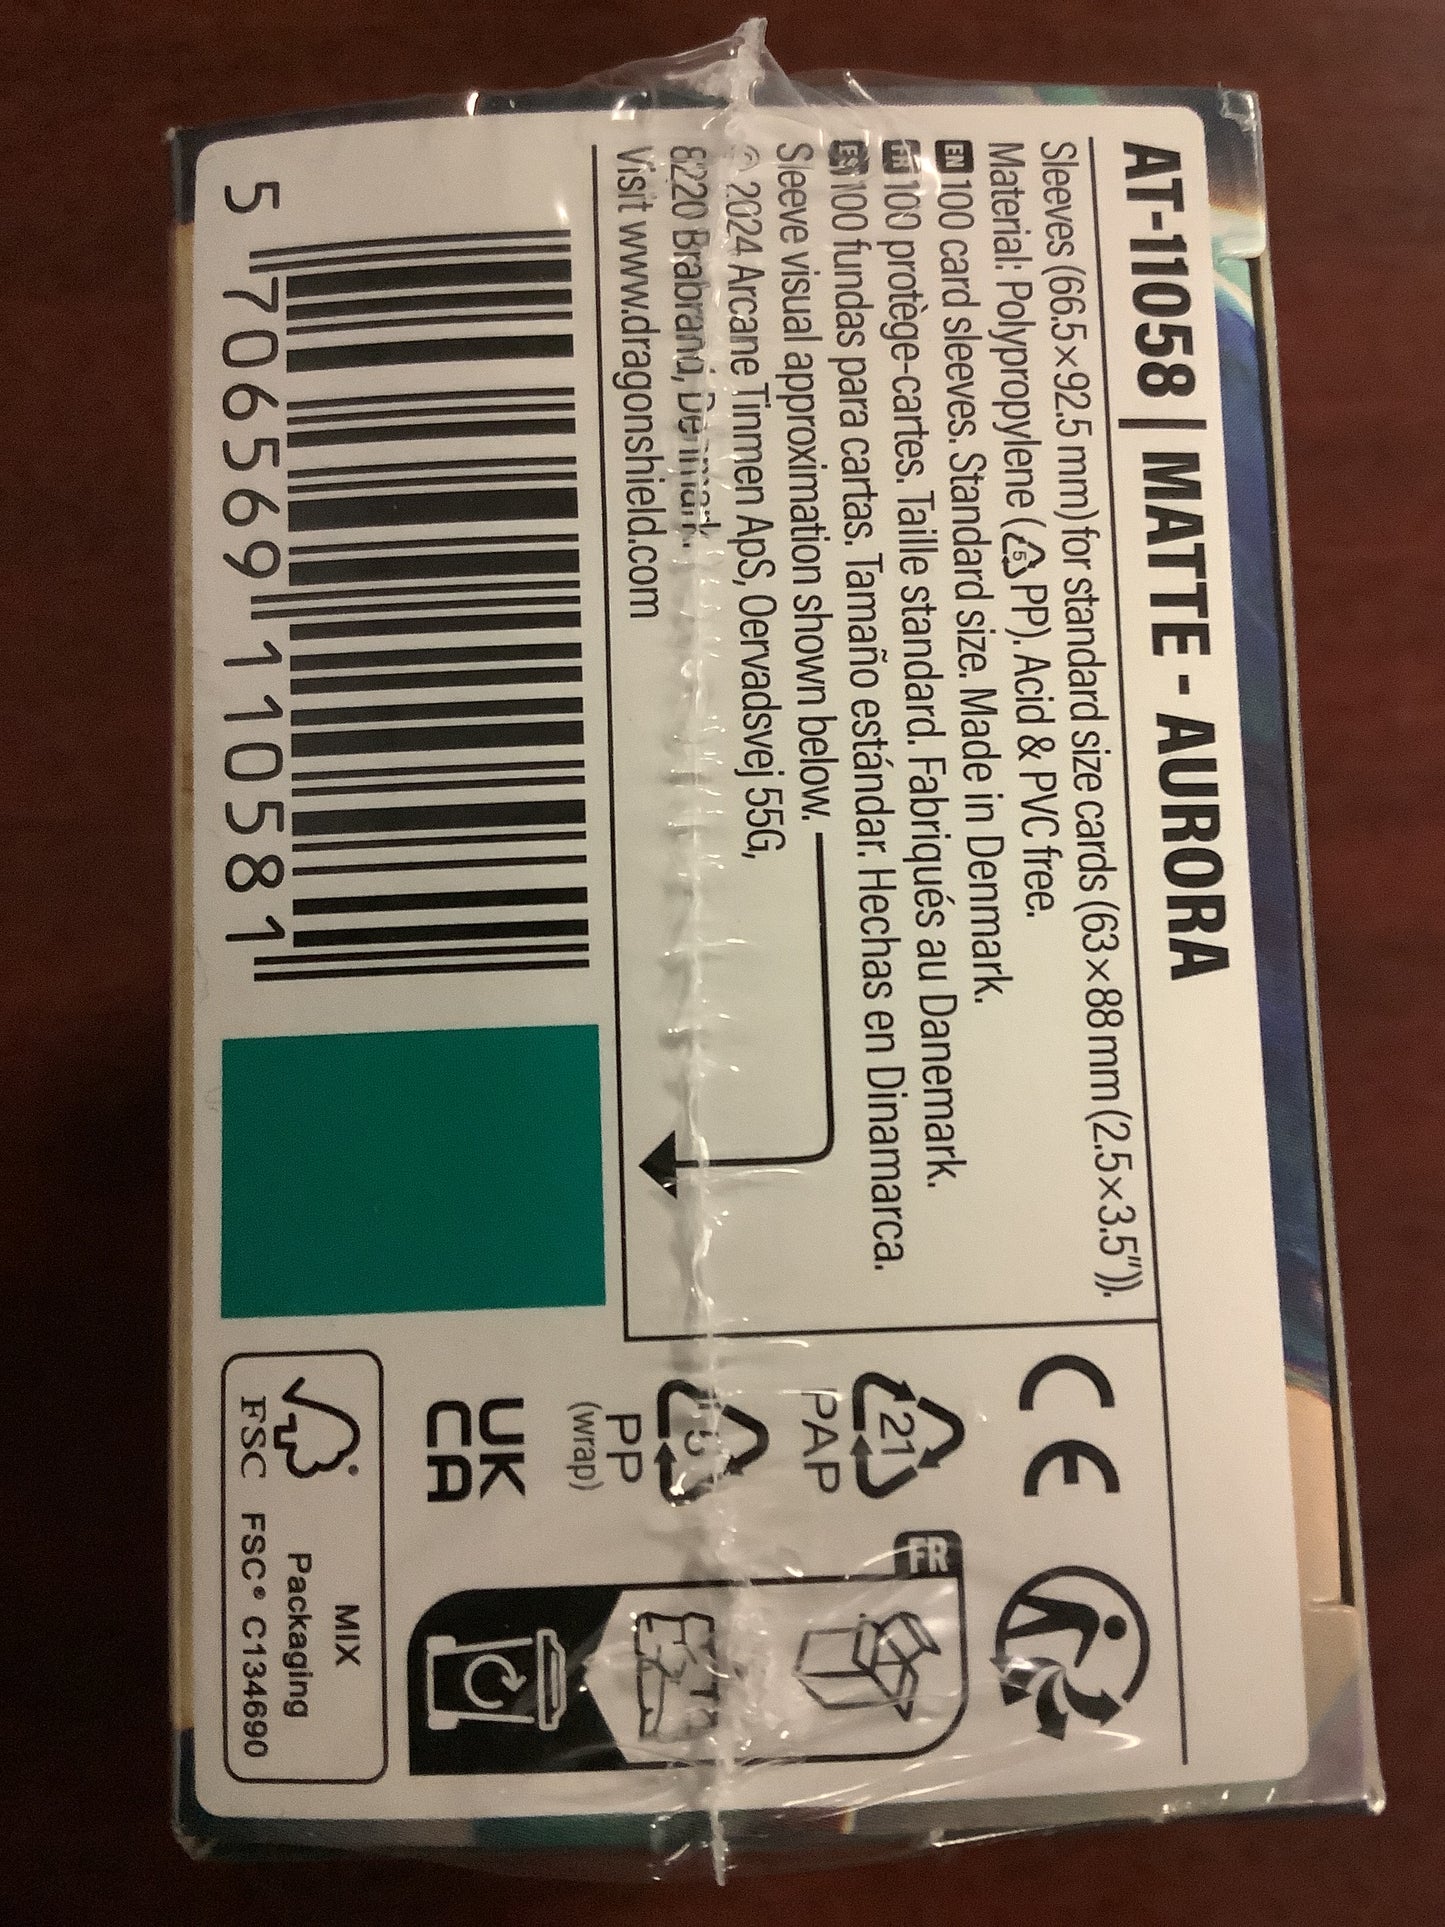 AT-11058 | MATTE - AURORA
Sleeves (66.5×92.5 mm) for standard size cards (63×88 mm (2.5×3.5")).
Material: Polypropylene (5 PP). Acid & PVC free.
EN 100 card sleeves. Standard size. Made in Denmark.
FR 100 protège-cartes. Taille standard. Fabriqués au Danemark.
ES 100 fundas para cartas. Tamaño estándar. Hechas en Dinamarca.
Sleeve visual approximation shown below.
© 2024 Arcane Tinmen ApS, Oervadsvej 55G,
8220 Brabrand, Denmark.
Visit www.dragonshield.com
5 706569 110581
CE
21
PAP
5
PP
(wrap)
UK
CA
FR
FSC
MIX
Packaging
FSC® C134690